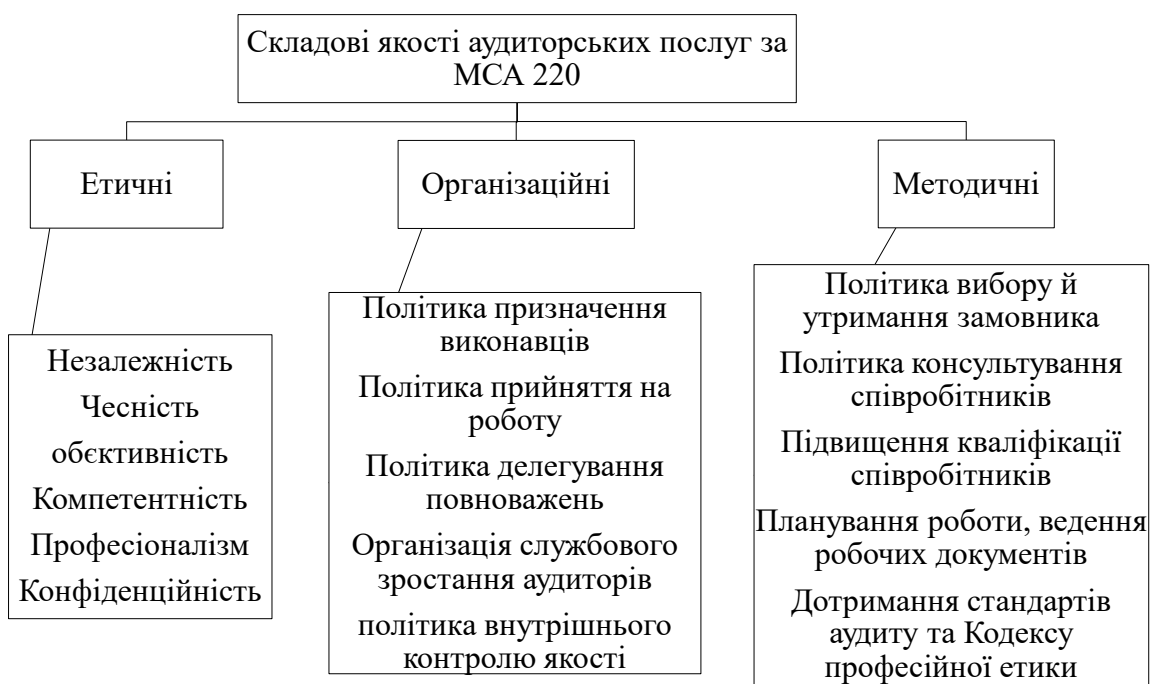 Складові якості аудиторських послуг за
МСА 220
Етичні
Організаційні
Методичні
Незалежність
Чесність
обєктивність
Компетентність
Професіоналізм
Конфіденційність
Політика призначення
виконавців
Політика прийняття на
роботу
Політика делегування
повноважень
Організація службового
зростання аудиторів
політика внутрішнього
контролю якості
Політика вибору й
утримання замовника
Політика консультування
співробітників
Підвищення кваліфікації
співробітників
Планування роботи, ведення
робочих документів
Дотримання стандартів
аудиту та Кодексу
професійної етики